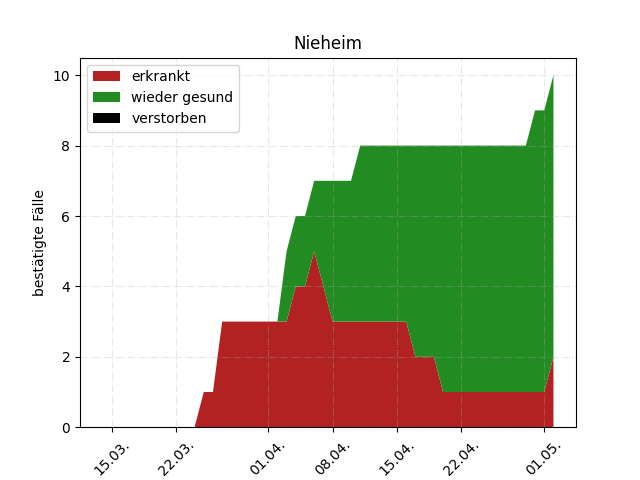 Nieheim
erkrankt
wieder gesund
verstorben
bestätigte Fälle
10
8
6
4
2
0
15.03.
22.03.
01.04.
08.04.
15.04.
22.04.
01.05.